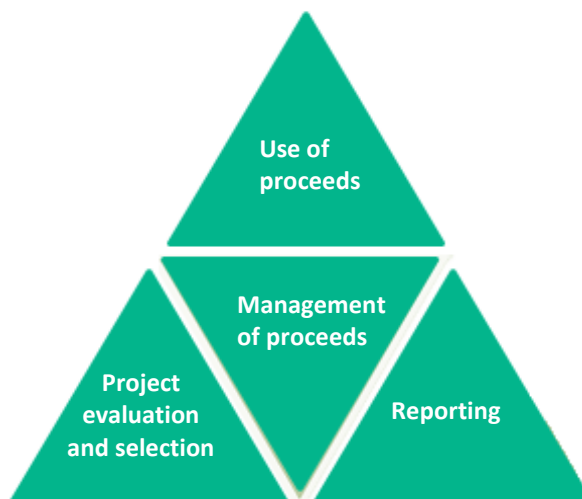 Use of
proceeds
Management
of proceeds
Project
evaluation
and selection
Reporting